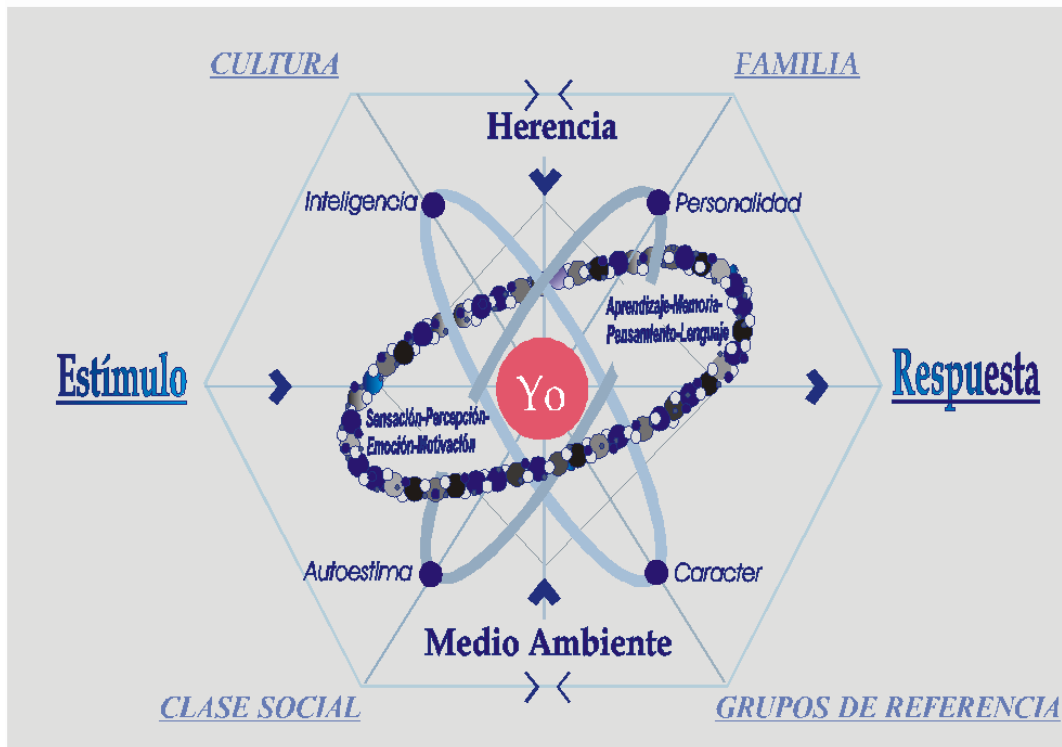 CULTURA
FAMILIA
Herencia
Inteligencia
Personalidad
Aprendizaje-Memoria-
Pensamiento-Lenguaje
Estímulo
Yo
Respuesta
Sensación-Percepción-
Emoción-Motivación
Autoestima
Caracter
Medio Ambiente
CLASE SOCIAL
GRUPOS DE REFERENCIA